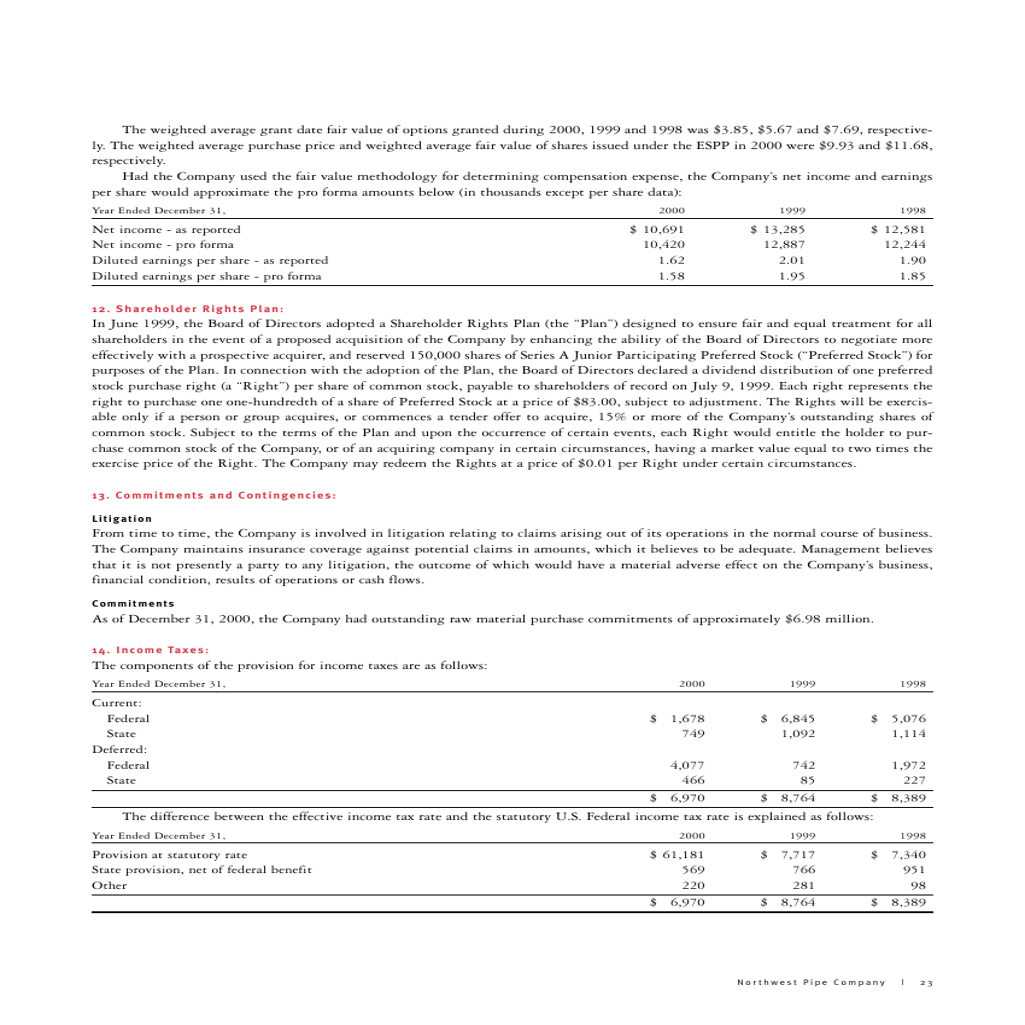 The weighted average grant date fair value of options granted during 2000, 1999 and 1998 was $3.85, $5.67 and $7.69, respective-
ly. The weighted average purchase price and weighted average fair value of shares issued under the ESPP in 2000 were $9.93 and $11.68,
respectively.
Had the Company used the fair value methodology for determining compensation expense, the Company's net income and earnings
per share would approximate the pro forma amounts below (in thousands except per share data):
Year Ended December 31, 2000 1999 1998
Net income - as reported $ 10,691 $ 13,285 $ 12,581
Net income - pro forma 10,420 12,887 12,244
Diluted earnings per share - as reported 1.62 2.01 1.90
Diluted earnings per share - pro forma 1.58 1.95 1.85
12. Shareholder Rights Plan:
In June 1999, the Board of Directors adopted a Shareholder Rights Plan (the “Plan”) designed to ensure fair and equal treatment for all
shareholders in the event of a proposed acquisition of the Company by enhancing the ability of the Board of Directors to negotiate more
effectively with a prospective acquirer, and reserved 150,000 shares of Series A Junior Participating Preferred Stock (“Preferred Stock”) for
purposes of the Plan. In connection with the adoption of the Plan, the Board of Directors declared a dividend distribution of one preferred
stock purchase right (a “Right”) per share of common stock, payable to shareholders of record on July 9, 1999. Each right represents the
right to purchase one one-hundredth of a share of Preferred Stock at a price of $83.00, subject to adjustment. The Rights will be exercis-
able only if a person or group acquires, or commences a tender offer to acquire, 15% or more of the Company's outstanding shares of
common stock. Subject to the terms of the Plan and upon the occurrence of certain events, each Right would entitle the holder to pur-
chase common stock of the Company, or of an acquiring company in certain circumstances, having a market value equal to two times the
exercise price of the Right. The Company may redeem the Rights at a price of $0.01 per Right under certain circumstances.
13. Commitments and Contingencies:
Litigation
From time to time, the Company is involved in litigation relating to claims arising out of its operations in the normal course of business.
The Company maintains insurance coverage against potential claims in amounts, which it believes to be adequate. Management believes
that it is not presently a party to any litigation, the outcome of which would have a material adverse effect on the Company's business,
financial condition, results of operations or cash flows.
Commitments
As of December 31, 2000, the Company had outstanding raw material purchase commitments of approximately $6.98 million.
14. Income Taxes:
The components of the provision for income taxes are as follows:
Year Ended December 31, 2000 1999 1998
Current:
Federal $ 1,678 $ 6,845 $ 5,076
State 749 1,092 1,114
Deferred:
Federal 4,077 742 1,972
State 466 85 227
$ 6,970 $ 8,764 $ 8,389
The difference between the effective income tax rate and the statutory U.S. Federal income tax rate is explained as follows:
Year Ended December 31, 2000 1999 1998
Provision at statutory rate $ 61,181 $ 7,717 $ 7,340
State provision, net of federal benefit 569 766 951
Other 220 281 98
$ 6,970 $ 8,764 $ 8,389
Northwest Pipe Company | 23